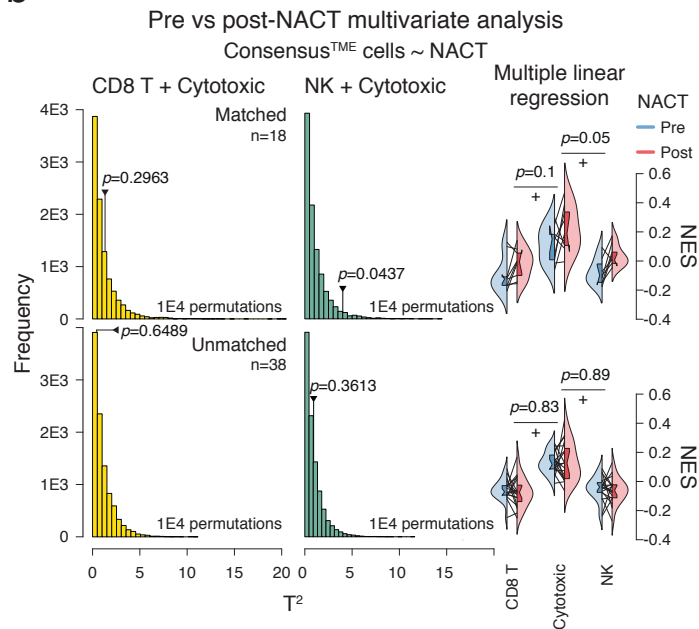 b
Pre vs post-NACT multivariate analysis
Consensus^TME cells ~ NACT
CD8 T + Cytotoxic
NK + Cytotoxic
Multiple linear
regression
NACT
Pre
Post
Matched
n=18
4E3
3E3
2E3
1E3
0
p=0.2963
1E4 permutations
p=0.0437
1E4 permutations
p=0.05
+
p=0.1
+
0.6
0.4
0.2
0.0
-0.2
-0.4
NES
Frequency
p=0.6489
Unmatched
n=38
3E3
2E3
1E3
0
1E4 permutations
p=0.3613
1E4 permutations
p=0.89
+
p=0.83
+
0.6
0.4
0.2
0.0
-0.2
-0.4
NES
0 5 10 15 20
0 5 10 15
T²
CD8 T
Cytotoxic
NK